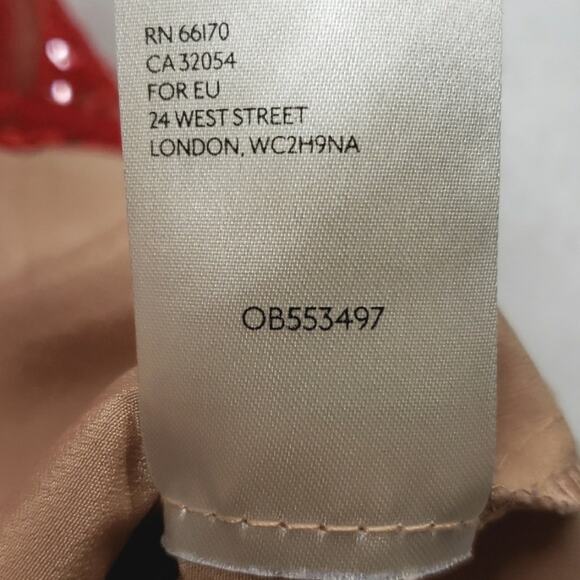 RN 66170
CA 32054
FOR EU
24 WEST STREET
LONDON, WC2H9NA
OB553497